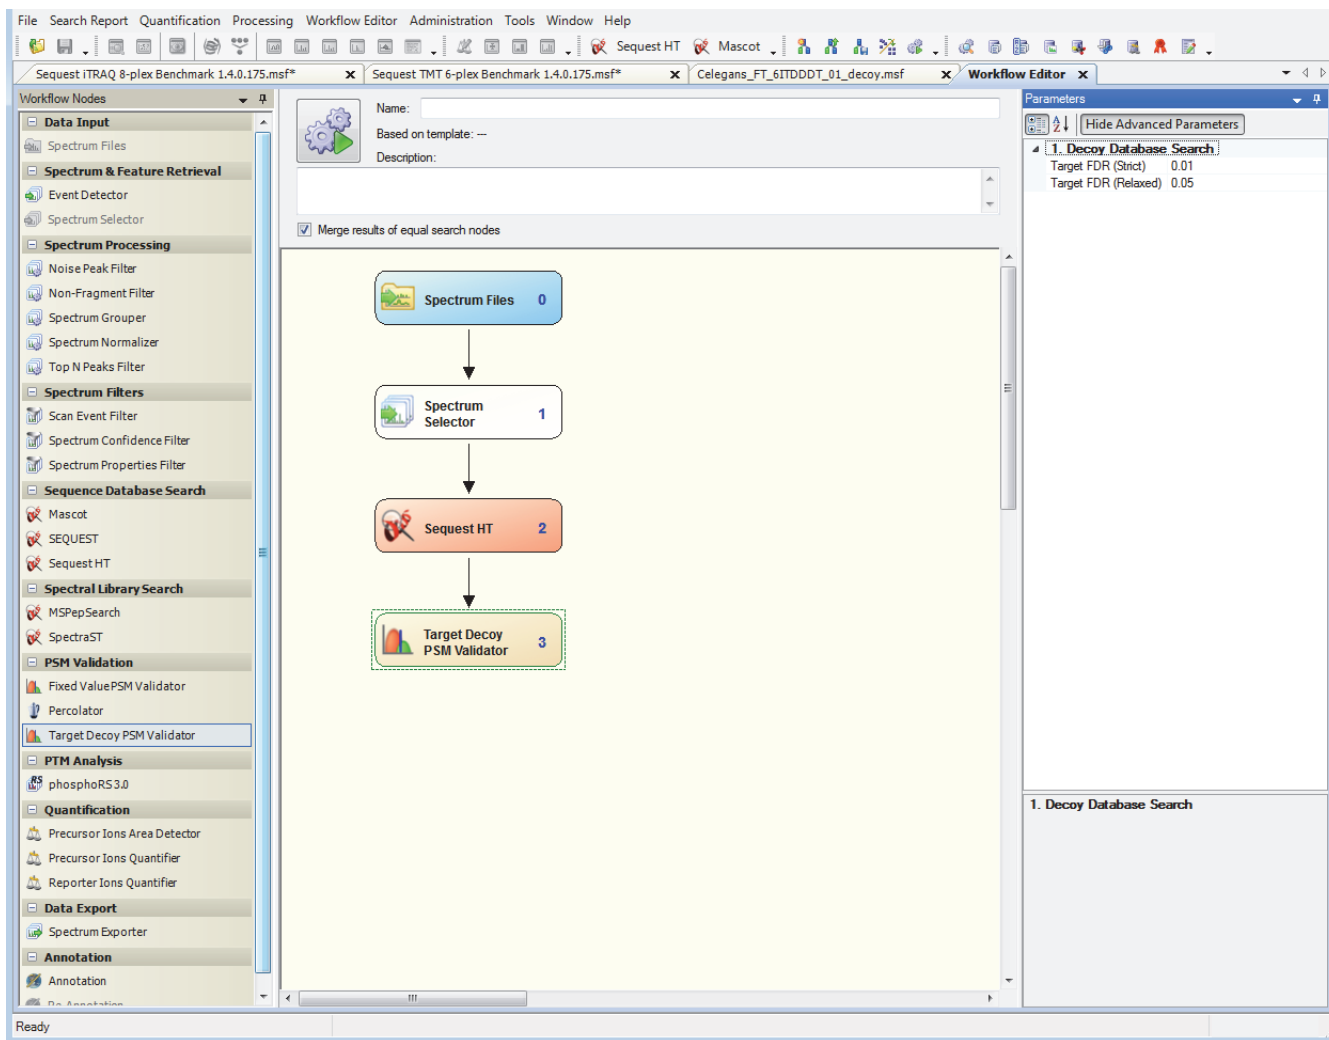 File Search Report Quantification Processing Workflow Editor Administration Tools Window Help
Sequest HT Mascot
Sequest iTRAQ 8-plex Benchmark 1.4.0.175.msf* x Sequest TMT 6-plex Benchmark 1.4.0.175.msf* x Celegans_FT_6ITDDDT_01_decoy.msf x Workflow Editor x
Workflow Nodes
Data Input
Spectrum Files
Spectrum & Feature Retrieval
Event Detector
Spectrum Selector
Spectrum Processing
Noise Peak Filter
Non-Fragment Filter
Spectrum Grouper
Spectrum Normalizer
Top N Peaks Filter
Spectrum Filters
Scan Event Filter
Spectrum Confidence Filter
Spectrum Properties Filter
Sequence Database Search
Mascot
SEQUEST
Sequest HT
Spectral Library Search
MSPepSearch
SpectraST
PSM Validation
Fixed Value PSM Validator
Percolator
Target Decoy PSM Validator
PTM Analysis
phosphoRS 3.0
Quantification
Precursor Ions Area Detector
Precursor Ions Quantifier
Reporter Ions Quantifier
Data Export
Spectrum Exporter
Annotation
Annotation
Name:
Based on template: ---
Description:
Merge results of equal search nodes
Spectrum Files 0
Spectrum
Selector 1
Sequest HT 2
Target Decoy
PSM Validator 3
Parameters
Hide Advanced Parameters
1. Decoy Database Search
Target FDR (Strict) 0.01
Target FDR (Relaxed) 0.05
1. Decoy Database Search
Ready